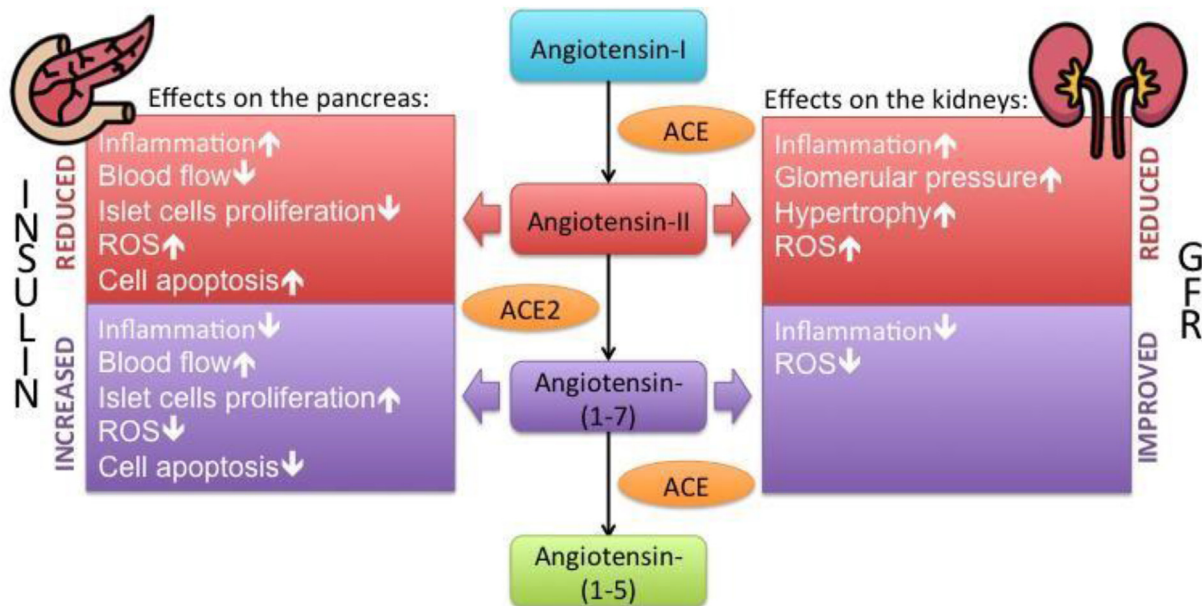 Angiotensin-I
Effects on the pancreas:
Effects on the kidneys:
ACE
INSULIN
REDUCED
Inflammation↑
Blood flow↓
Islet cells proliferation↓
ROS↑
Cell apoptosis↑
Angiotensin-II
Inflammation↑
Glomerular pressure↑
Hypertrophy↑
ROS↑
REDUCED
GFR
ACE2
INCREASED
Inflammation↓
Blood flow↑
Islet cells proliferation↑
ROS↓
Cell apoptosis↓
Angiotensin-
(1-7)
Inflammation↓
ROS↓
IMPROVED
ACE
Angiotensin-
(1-5)